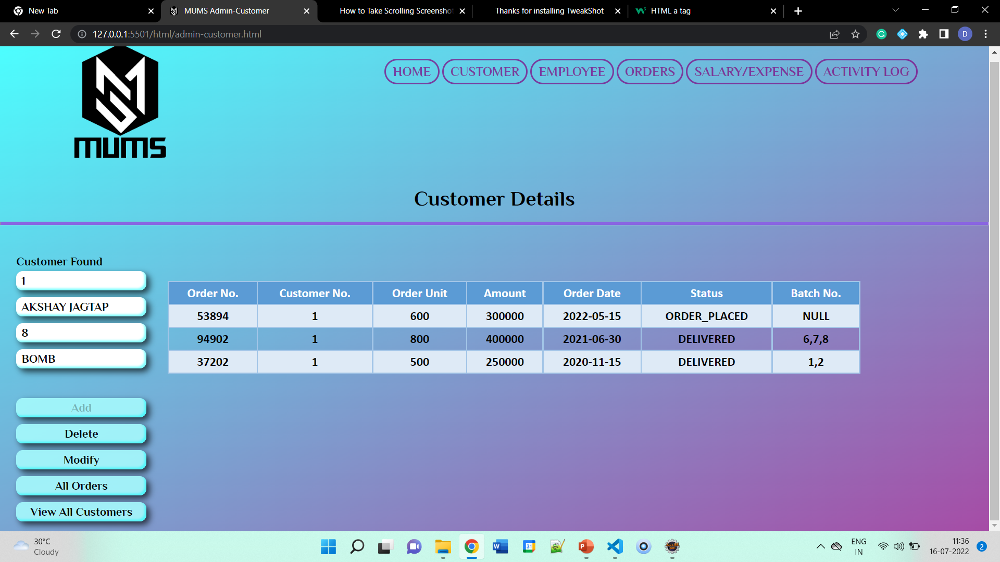 New Tab
MUMS Admin-Customer
How to Take Scrolling Screensho
Thanks for installing TweakShot
HTML a tag
127.0.0.1:5501/html/admin-customer.html
D
MUMS
HOME CUSTOMER EMPLOYEE ORDERS SALARY/EXPENSE ACTIVITY LOG
Customer Details
Customer Found
1
AKSHAY JAGTAP
8
BOMB
Add
Delete
Modify
All Orders
View All Customers
Order No. Customer No. Order Unit Amount Order Date Status Batch No.
53894 1 600 300000 2022-05-15 ORDER_PLACED NULL
94902 1 800 400000 2021-06-30 DELIVERED 6,7,8
37202 1 500 250000 2020-11-15 DELIVERED 1,2
30°C
Cloudy
31
ENG
IN
11:36
16-07-2022
2